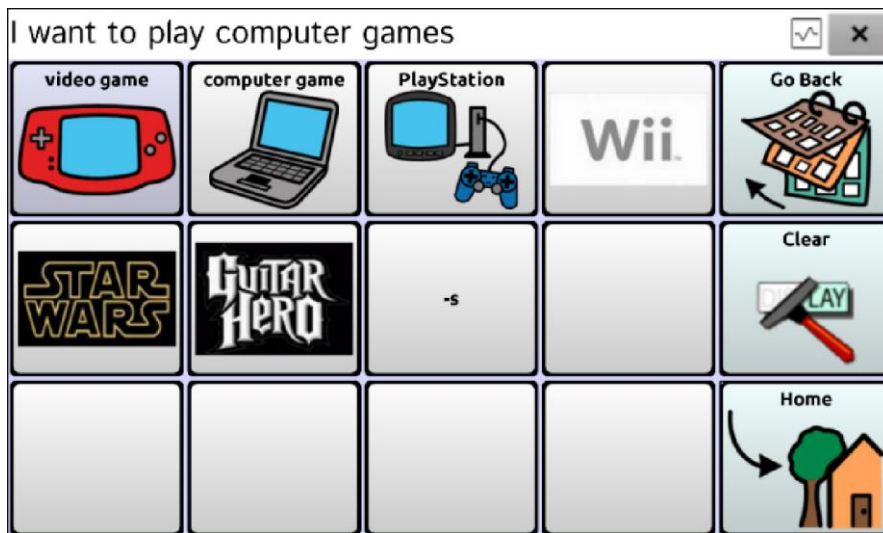 I want to play computer games
video game
computer game
PlayStation
Wii
Go Back
STAR
WARS
GUITAR
HERO
-s
Clear
DISPLAY
Home